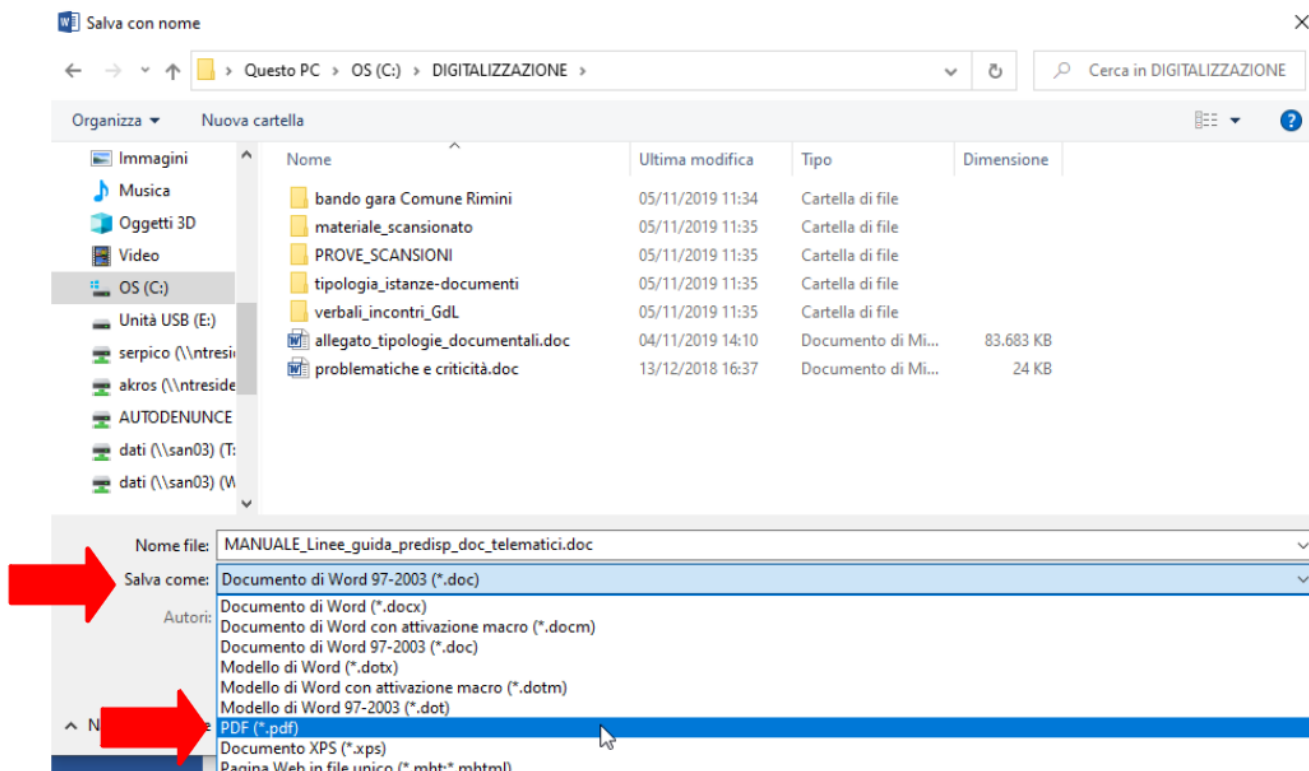 Salva con nome
Questo PC > OS (C:) > DIGITALIZZAZIONE >
Cerca in DIGITALIZZAZIONE
Organizza
Nuova cartella
Immagini
Musica
Oggetti 3D
Video
OS (C:)
Unità USB (E:)
serpico (\\ntresi
akros (\\ntreside
AUTODENUNCE
dati (\\san03) (T:
dati (\\san03) (W
Nome Ultima modifica Tipo Dimensione
bando gara Comune Rimini 05/11/2019 11:34 Cartella di file
materiale_scansionato 05/11/2019 11:35 Cartella di file
PROVE_SCANSIONI 05/11/2019 11:35 Cartella di file
tipologia_istanze-documenti 05/11/2019 11:35 Cartella di file
verbali_incontri_GdL 05/11/2019 11:35 Cartella di file
allegato_tipologie_documentali.doc 04/11/2019 14:10 Documento di Mi... 83.683 KB
problematiche e criticità.doc 13/12/2018 16:37 Documento di Mi... 24 KB
Nome file: MANUALE_Linee_guida_predisp_doc_telematici.doc
Salva come: Documento di Word 97-2003 (*.doc)
Autori:
Documento di Word (*.docx)
Documento di Word con attivazione macro (*.docm)
Documento di Word 97-2003 (*.doc)
Modello di Word (*.dotx)
Modello di Word con attivazione macro (*.dotm)
Modello di Word 97-2003 (*.dot)
PDF (*.pdf)
Documento XPS (*.xps)
Pagina Web in file unico (*.mht;*.mhtml)